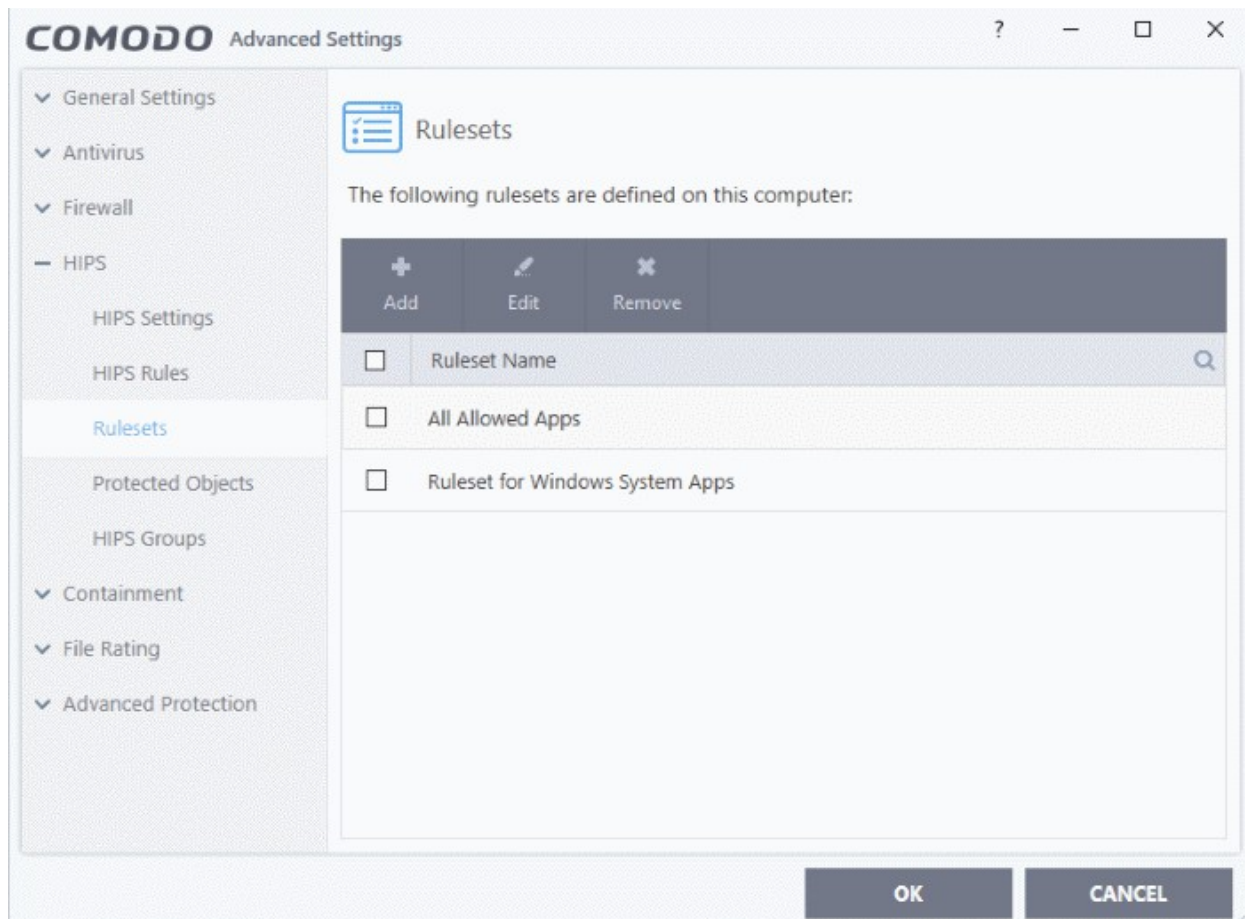 COMODO Advanced Settings ?
General Settings
Antivirus
Firewall
HIPS
HIPS Settings
HIPS Rules
Rulesets
Protected Objects
HIPS Groups
Containment
File Rating
Advanced Protection
Rulesets
The following rulesets are defined on this computer:
Add Edit Remove
Ruleset Name
All Allowed Apps
Ruleset for Windows System Apps
OK CANCEL